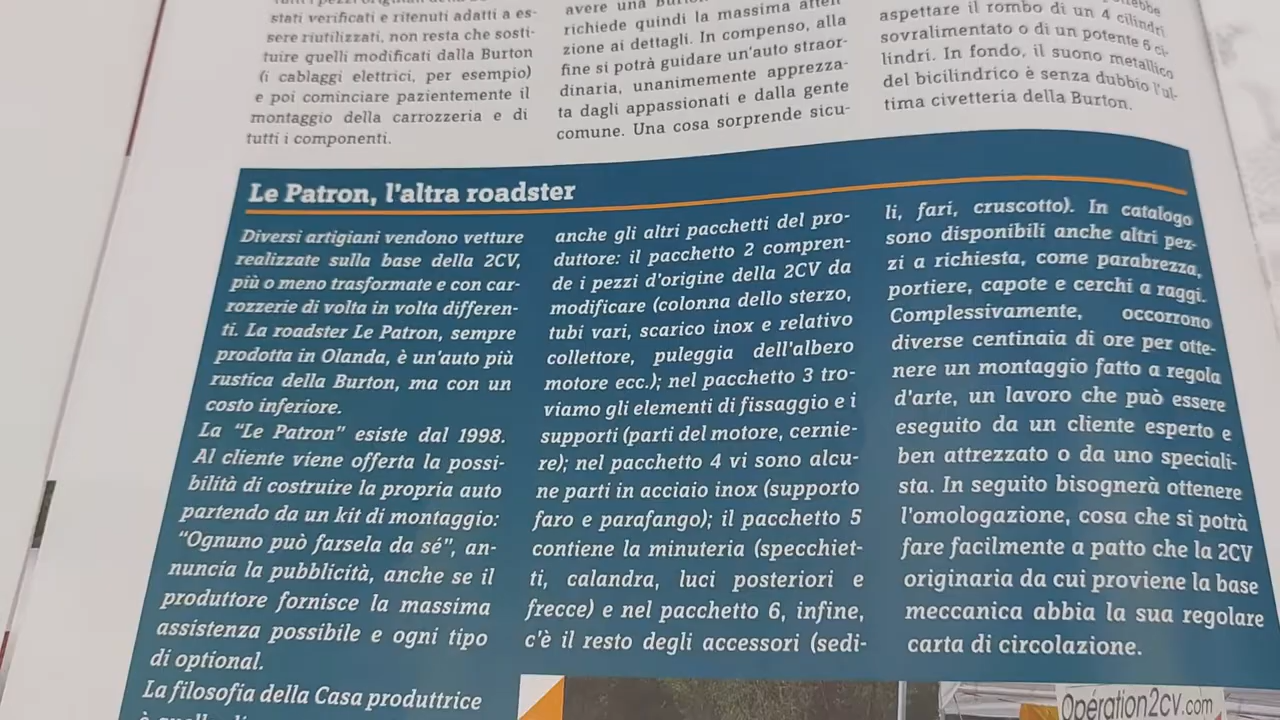 stati verificati e ritenuti adatti a es-
sere riutilizzati, non resta che sosti-
tuire quelli modificati dalla Burton
(i cablaggi elettrici, per esempio)
e poi cominciare pazientemente il
montaggio della carrozzeria e di
tutti i componenti.
avere una
richiede quindi la massima atten
zione ai dettagli. In compenso, alla
fine si potrà guidare un'auto straor-
dinaria, unanimemente apprezza-
ta dagli appassionati e dalla gente
comune. Una cosa sorprende sicu-
aspettare il rombo di un 4 cilindri
sovralimentato o di un potente 6 ci-
lindri. In fondo, il suono metallico
del bicilindrico è senza dubbio l'ul-
tima civetteria della Burton.
Le Patron, l'altra roadster
Diversi artigiani vendono vetture
realizzate sulla base della 2CV,
più o meno trasformate e con car-
rozzerie di volta in volta differen-
ti. La roadster Le Patron, sempre
prodotta in Olanda, è un'auto più
rustica della Burton, ma con un
costo inferiore.
La "Le Patron" esiste dal 1998.
Al cliente viene offerta la possi-
bilità di costruire la propria auto
partendo da un kit di montaggio:
"Ognuno può farsela da sé", an-
nuncia la pubblicità, anche se il
produttore fornisce la massima
assistenza possibile e ogni tipo
di optional.
La filosofia della Casa produttrice
anche gli altri pacchetti del pro-
duttore: il pacchetto 2 compren-
de i pezzi d'origine della 2CV da
modificare (colonna dello sterzo,
tubi vari, scarico inox e relativo
collettore, puleggia dell'albero
motore ecc.); nel pacchetto 3 tro-
viamo gli elementi di fissaggio e i
supporti (parti del motore, cernie-
re); nel pacchetto 4 vi sono alcu-
ne parti in acciaio inox (supporto
faro e parafango); il pacchetto 5
contiene la minuteria (specchiet-
ti, calandra, luci posteriori e
frecce) e nel pacchetto 6, infine,
c'è il resto degli accessori (sedi-
li, fari, cruscotto). In catalogo
sono disponibili anche altri pez-
zi a richiesta, come parabrezza,
portiere, capote e cerchi a raggi.
Complessivamente, occorrono
diverse centinaia di ore per otte-
nere un montaggio fatto a regola
d'arte, un lavoro che può essere
eseguito da un cliente esperto e
ben attrezzato o da uno speciali-
sta. In seguito bisognerà ottenere
l'omologazione, cosa che si potrà
fare facilmente a patto che la 2CV
originaria da cui proviene la base
meccanica abbia la sua regolare
carta di circolazione.
Opération2cv.com